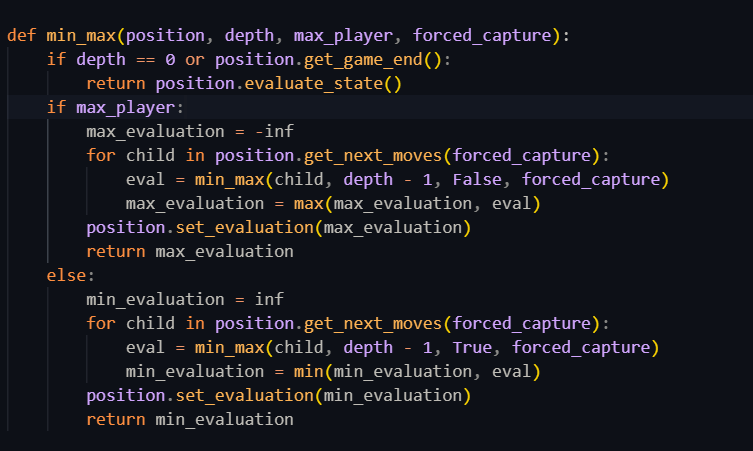 def min_max(position, depth, max_player, forced_capture):
    if depth == 0 or position.get_game_end():
        return position.evaluate_state()
    if max_player:
        max_evaluation = -inf
        for child in position.get_next_moves(forced_capture):
            eval = min_max(child, depth - 1, False, forced_capture)
            max_evaluation = max(max_evaluation, eval)
        position.set_evaluation(max_evaluation)
        return max_evaluation
    else:
        min_evaluation = inf
        for child in position.get_next_moves(forced_capture):
            eval = min_max(child, depth - 1, True, forced_capture)
            min_evaluation = min(min_evaluation, eval)
        position.set_evaluation(min_evaluation)
        return min_evaluation